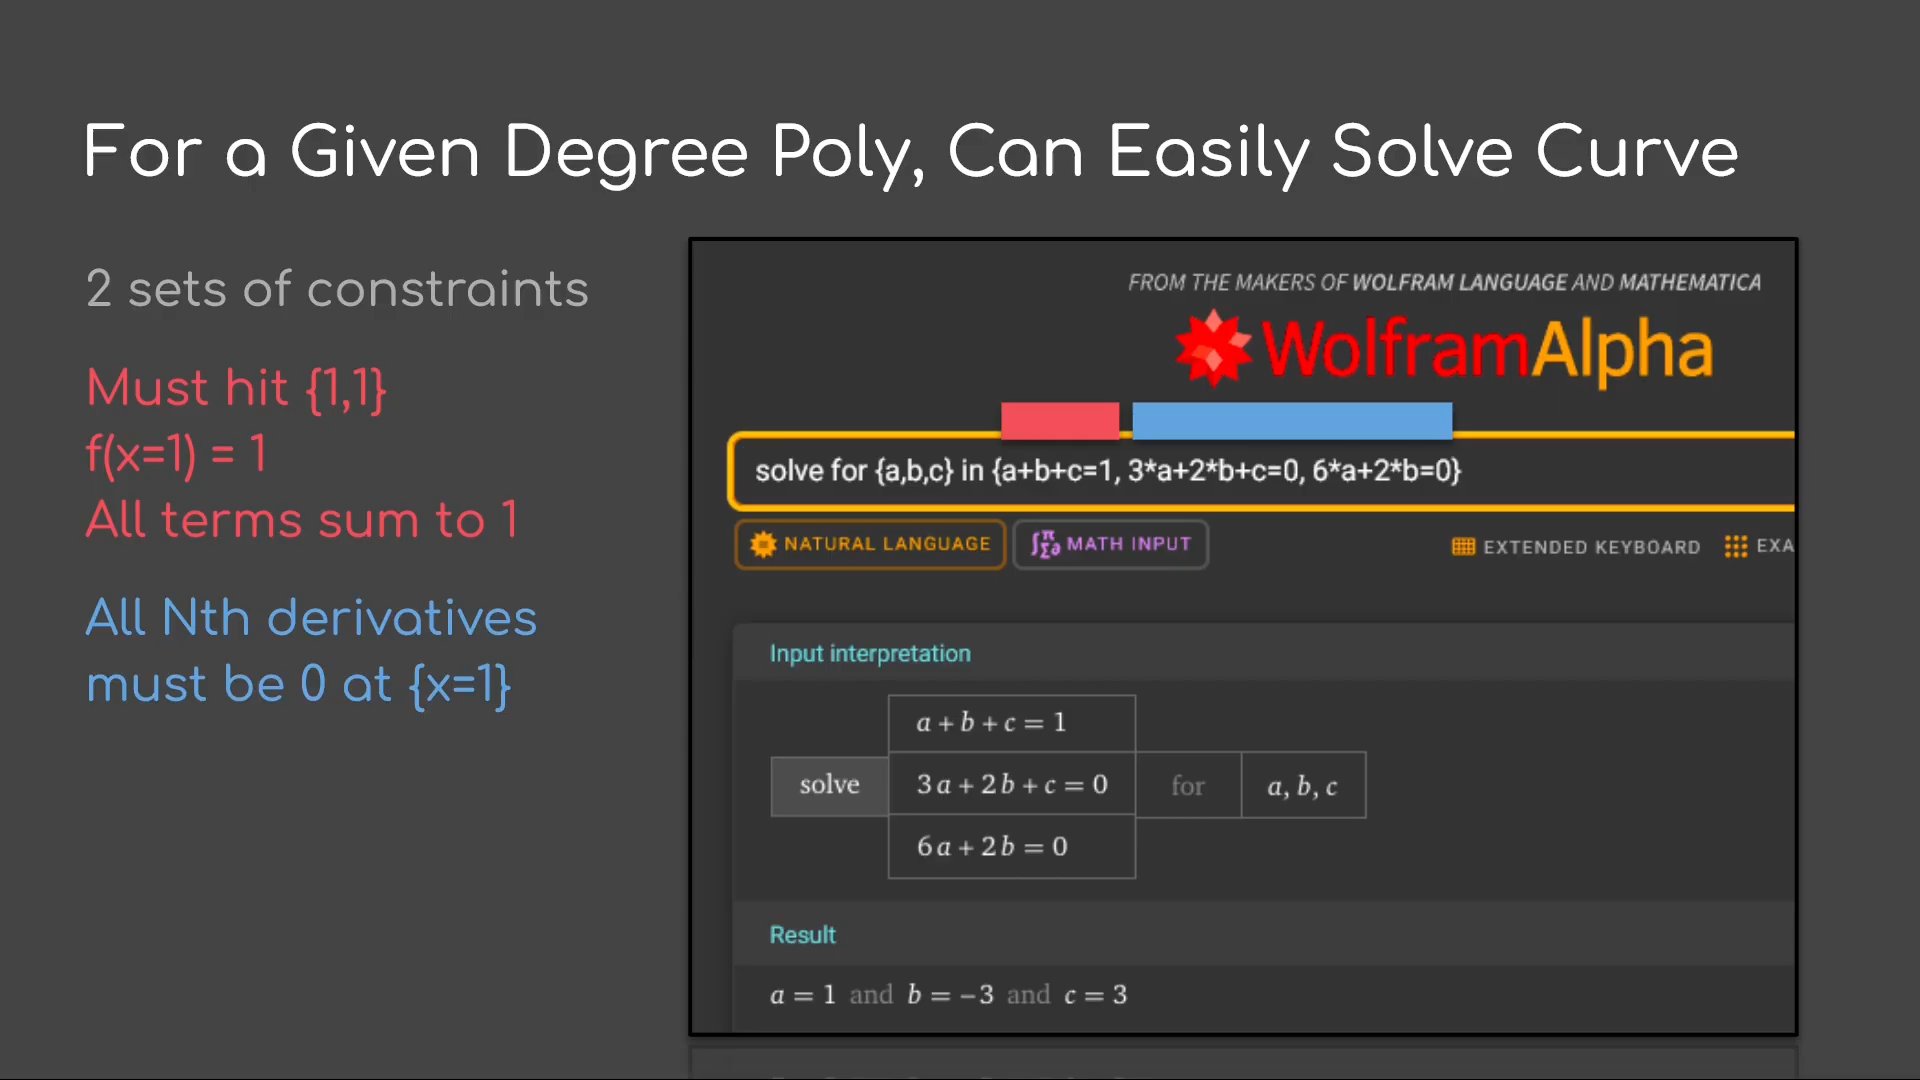 For a Given Degree Poly, Can Easily Solve Curve
2 sets of constraints
Must hit {1,1}
f(x=1) = 1
All terms sum to 1
All Nth derivatives
must be 0 at {x=1}
FROM THE MAKERS OF WOLFRAM LANGUAGE AND MATHEMATICA
WolframAlpha
solve for {a,b,c} in {a+b+c=1, 3*a+2*b+c=0, 6*a+2*b=0}
NATURAL LANGUAGE
MATH INPUT
EXTENDED KEYBOARD
EXA
Input interpretation
solve
a + b + c = 1
3 a + 2 b + c = 0
6 a + 2 b = 0
for
a, b, c
Result
a = 1 and b = −3 and c = 3